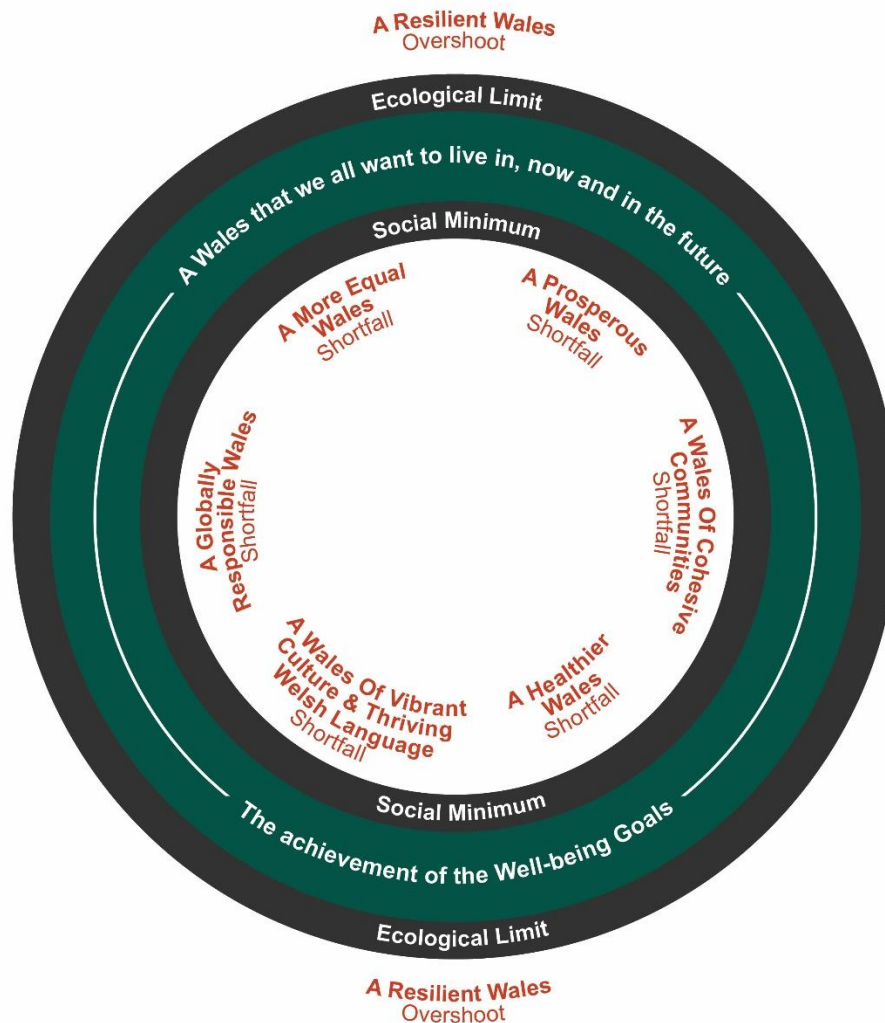 A Resilient Wales
Overshoot
Ecological Limit
A Wales that we all want to live in, now and in the future
Social Minimum
A More Equal
Wales
Shortfall
A Prosperous
Wales
Shortfall
A Globally
Responsible Wales
Shortfall
A Wales Of Cohesive
Communities
Shortfall
A Wales Of Vibrant
Culture & Thriving
Welsh Language
Shortfall
A Healthier
Wales
Shortfall
Social Minimum
The achievement of the Well-being Goals
Ecological Limit
A Resilient Wales
Overshoot